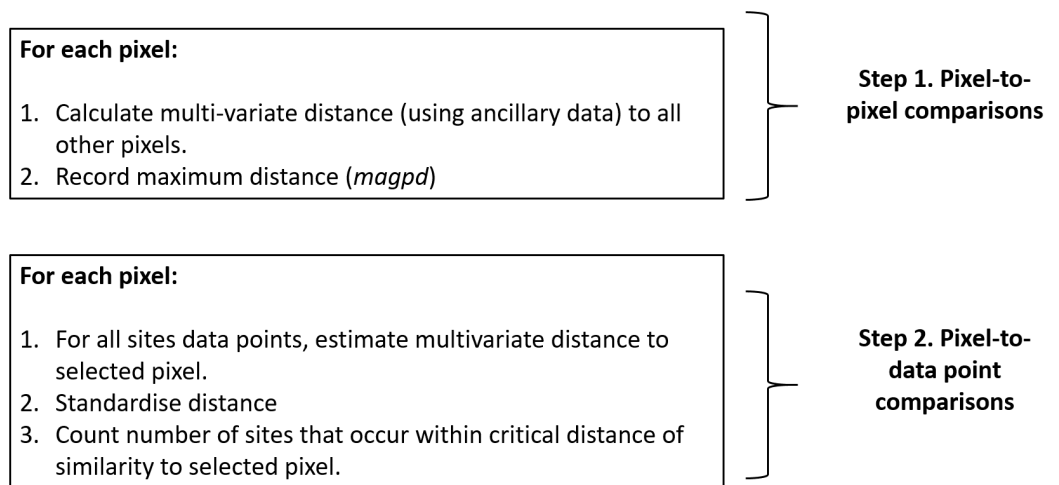 For each pixel:
1. Calculate multi-variate distance (using ancillary data) to all
other pixels.
2. Record maximum distance (magpd)
Step 1. Pixel-to-
pixel comparisons
For each pixel:
1. For all sites data points, estimate multivariate distance to
selected pixel.
2. Standardise distance
3. Count number of sites that occur within critical distance of
similarity to selected pixel.
Step 2. Pixel-to-
data point
comparisons